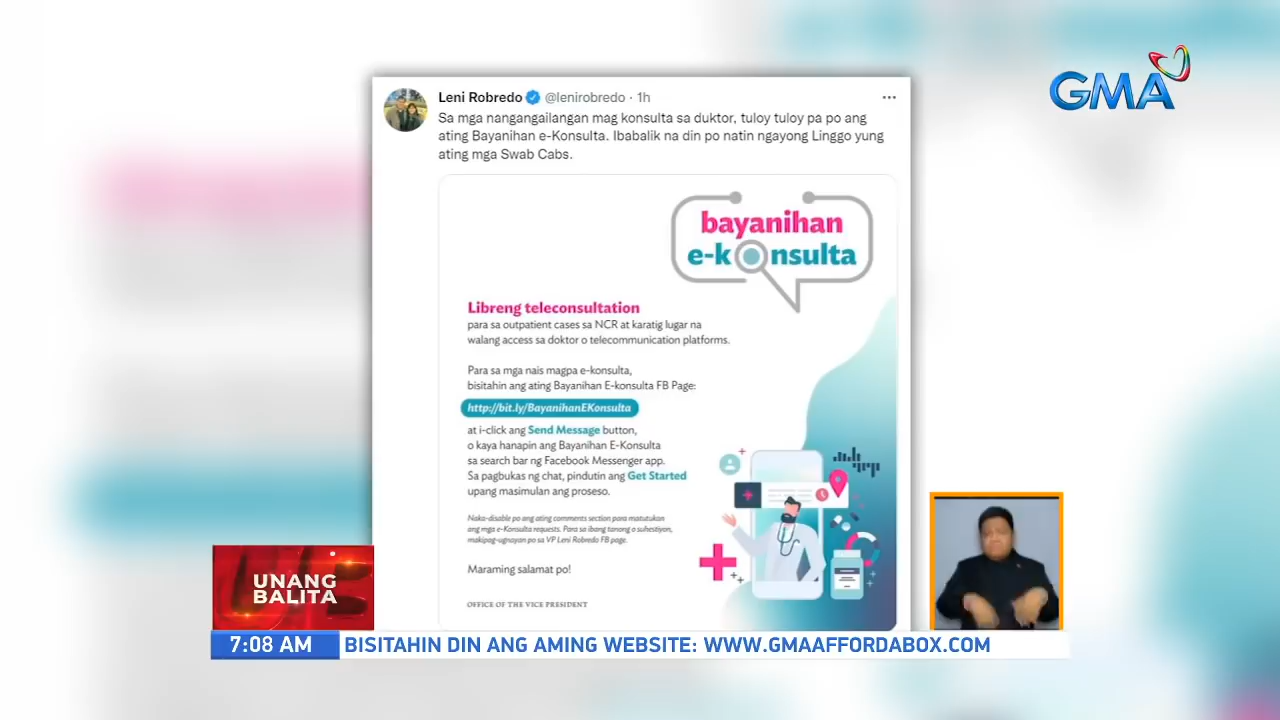 GMA
Leni Robredo @lenirobredo · 1h
Sa mga nangangailangan mag konsulta sa duktor, tuloy tuloy pa po ang
ating Bayanihan e-Konsulta. Ibabalik na din po natin ngayong Linggo yung
ating mga Swab Cabs.
bayanihan
e-konsulta
Libreng teleconsultation
para sa outpatient cases sa NCR at karatig lugar na
walang access sa doktor o telecommunication platforms.
Para sa mga nais magpa e-konsulta,
bisitahin ang ating Bayanihan E-konsulta FB Page:
http://bit.ly/BayanihanEKonsulta
at i-click ang Send Message button,
o kaya hanapin ang Bayanihan E-Konsulta
sa search bar ng Facebook Messenger app.
Sa pagbukas ng chat, pindutin ang Get Started
upang masimulan ang proseso.
Naka-disable po ang ating comments section para matutukan
ang mga e-Konsulta requests. Para sa ibang tanong o suhestiyon,
makipag-ugnayan po sa VP Leni Robredo FB page.
Maraming salamat po!
OFFICE OF THE VICE PRESIDENT
UNANG
BALITA
7:08 AM BISITAHIN DIN ANG AMING WEBSITE: WWW.GMAAFFORDABOX.COM